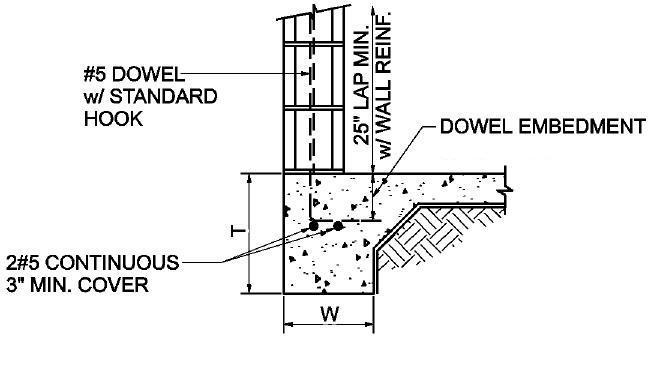 #5 DOWEL
w/ STANDARD
HOOK
25" LAP MIN.
w/ WALL REINF.
DOWEL EMBEDMENT
T
2#5 CONTINUOUS
3" MIN. COVER
W